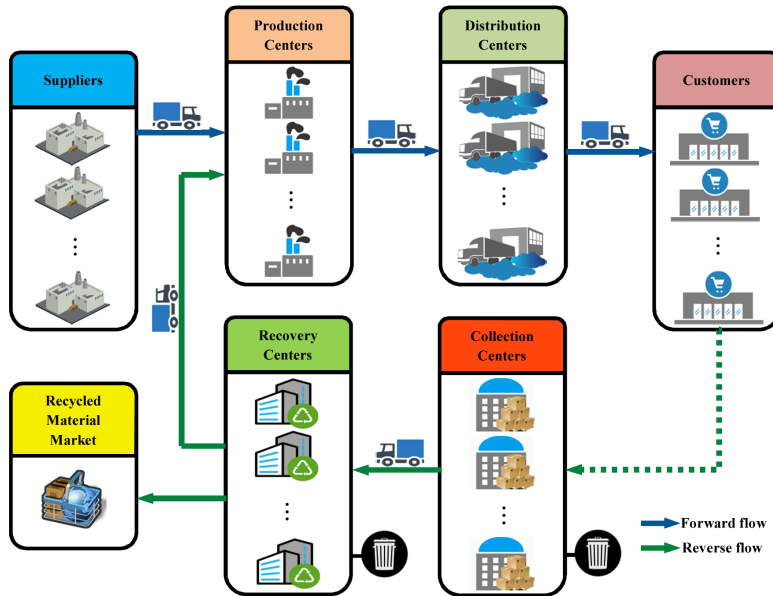 Suppliers
Production
Centers
Distribution
Centers
Customers
Recovery
Centers
Collection
Centers
Recycled
Material
Market
Forward flow
Reverse flow